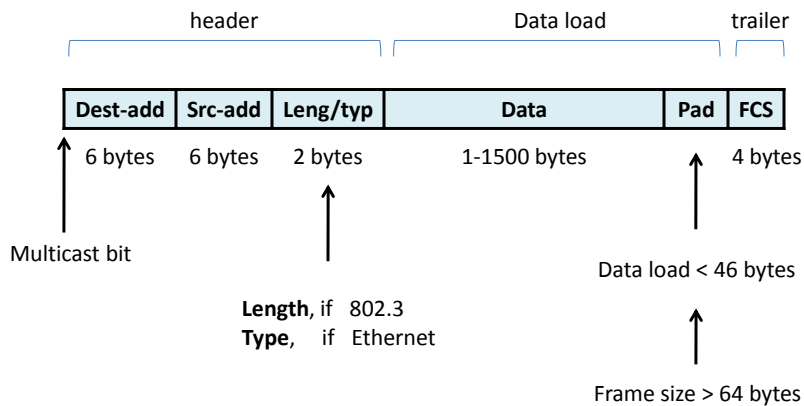 header Data load trailer
Dest-add Src-add Leng/typ Data Pad FCS
6 bytes 6 bytes 2 bytes 1-1500 bytes 4 bytes
Multicast bit
Data load < 46 bytes
Length, if 802.3
Type, if Ethernet
Frame size > 64 bytes